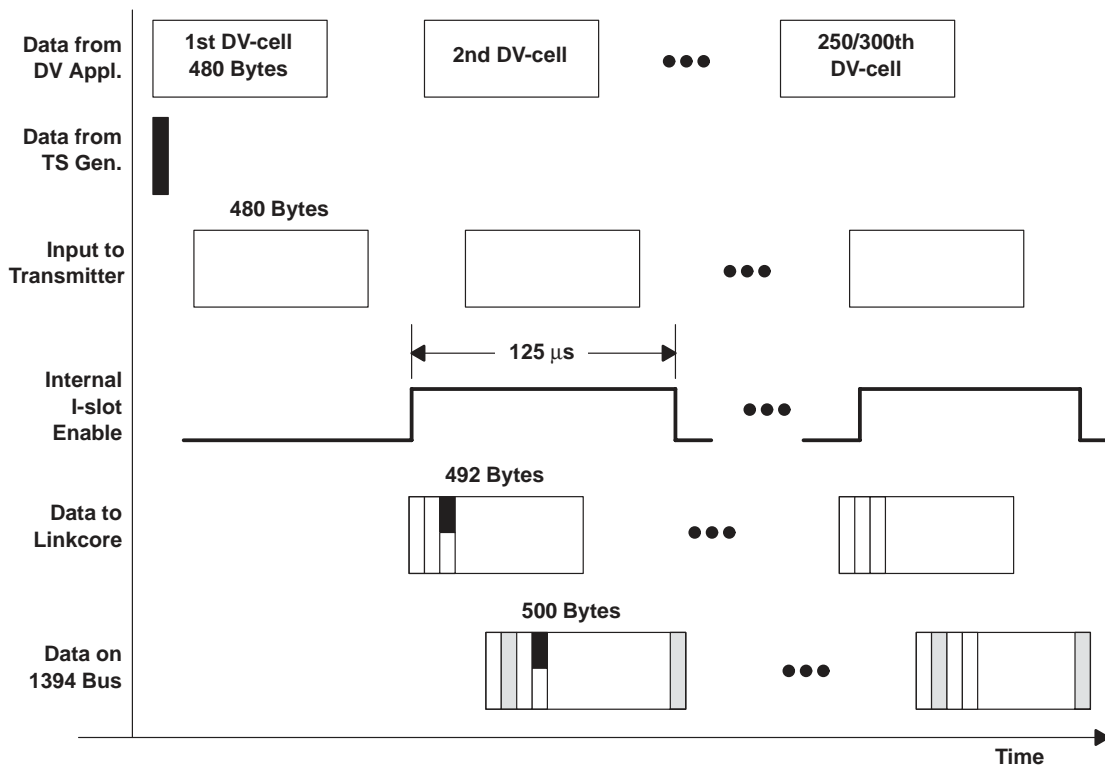 Data from
DV Appl.
1st DV-cell
480 Bytes
2nd DV-cell
250/300th
DV-cell
Data from
TS Gen.
480 Bytes
Input to
Transmitter
125 μs
Internal
I-slot
Enable
492 Bytes
Data to
Linkcore
500 Bytes
Data on
1394 Bus
Time